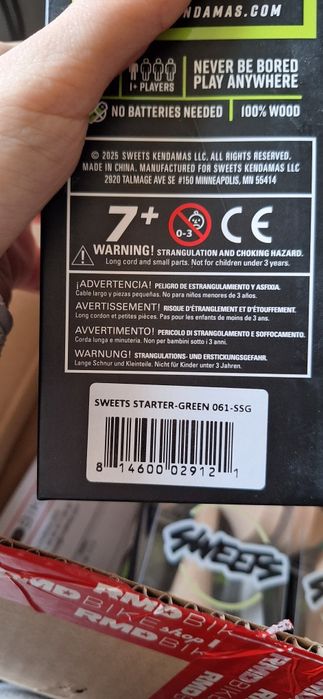 NDAMAS.COM
1+ PLAYERS
NEVER BE BORED
PLAY ANYWHERE
NO BATTERIES NEEDED
100% WOOD
© 2025 SWEETS KENDAMAS LLC. ALL RIGHTS RESERVED.
MADE IN CHINA. MANUFACTURED FOR SWEETS KENDAMAS LLC
2920 TALMAGE AVE SE #150 MINNEAPOLIS, MN 55414
7+
0-3
CE
WARNING! STRANGULATION AND CHOKING HAZARD.
Long cord and small parts. Not for children under 3 years.
¡ADVERTENCIA! PELIGRO DE ESTRANGULAMIENTO Y ASFIXIA.
Cable largo y piezas pequeñas. No para niños menores de 3 años.
AVERTISSEMENT! RISQUE D'ÉTRANGLEMENT ET D'ÉTOUFFEMENT.
Long cordon et petites pièces. Pas pour les enfants de moins de 3 ans.
AVVERTIMENTO! PERICOLO DI STRANGOLAMENTO E SOFFOCAMENTO.
Corda lunga e minuteria. Non per bambini sotto i 3 anni.
WARNUNG! STRANGULATIONS- UND ERSTICKUNGSGEFAHR.
Lange Schnur und Kleinteile. Nicht für Kinder unter 3 Jahren.
SWEETS STARTER-GREEN 061-SSG
8 14600 02912 1
SWEETS
RMD BIK
RMD
BIKE shop
RMD BI